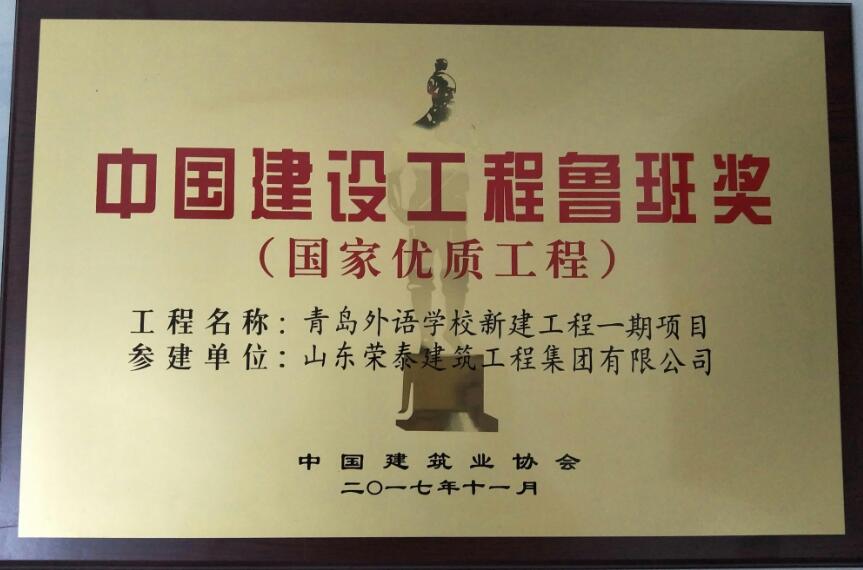 中国建设工程鲁班奖
（国家优质工程）
工程名称：青岛外语学校新建工程一期项目
参建单位：山东荣泰建筑工程集团有限公司
中国建筑业协会
二〇一七年十一月